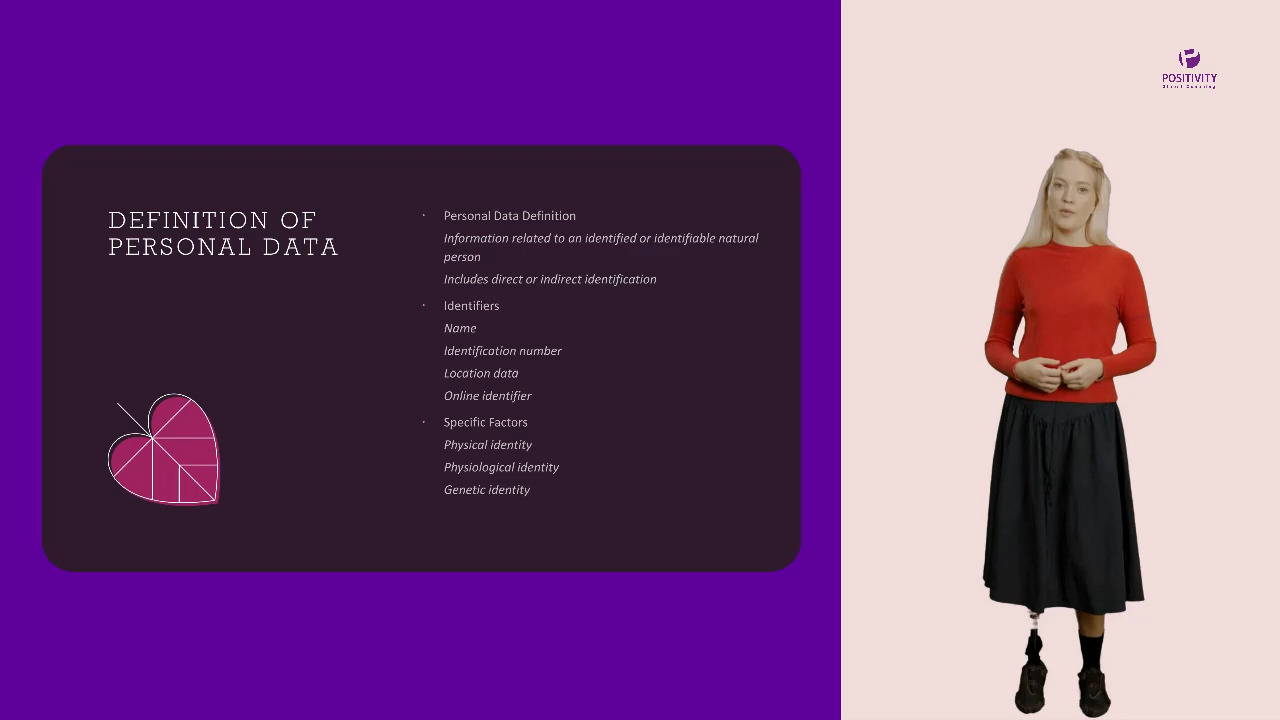 DEFINITION OF
PERSONAL DATA
· Personal Data Definition
Information related to an identified or identifiable natural
person
Includes direct or indirect identification
· Identifiers
Name
Identification number
Location data
Online identifier
· Specific Factors
Physical identity
Physiological identity
Genetic identity
POSITIVITY